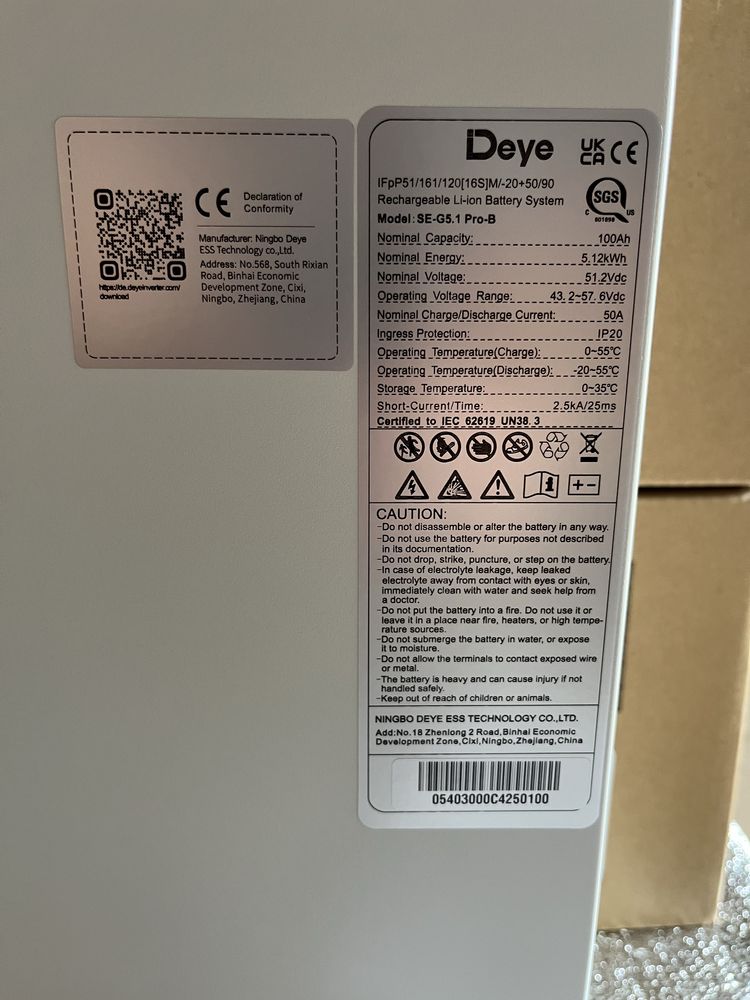 CE
Declaration of
Conformity
Manufacturer: Ningbo Deye
ESS Technology co.,Ltd.
Address: No.568, South Rixian
Road, Binhai Economic
Development Zone, Cixi,
Ningbo, Zhejiang, China
https://de.deyeinverter.com/
download
Deye
UK
CA CE
IFpP51/161/120[16S]M/-20+50/90
Rechargeable Li-ion Battery System
Model: SE-G5.1 Pro-B
SGS
C US
601898
Nominal Capacity: 100Ah
Nominal Energy: 5.12kWh
Nominal Voltage: 51.2Vdc
Operating Voltage Range: 43.2~57.6Vdc
Nominal Charge/Discharge Current: 50A
Ingress Protection: IP20
Operating Temperature(Charge): 0~55℃
Operating Temperature(Discharge): -20~55℃
Storage Temperature: 0~35℃
Short-Current/Time: 2.5kA/25ms
Certified to IEC 62619 UN38.3
CAUTION:
-Do not disassemble or alter the battery in any way.
-Do not use the battery for purposes not described
in its documentation.
-Do not drop, strike, puncture, or step on the battery.
-In case of electrolyte leakage, keep leaked
electrolyte away from contact with eyes or skin,
immediately clean with water and seek help from
a doctor.
-Do not put the battery into a fire. Do not use it or
leave it in a place near fire, heaters, or high tempe-
rature sources.
-Do not submerge the battery in water, or expose
it to moisture.
-Do not allow the terminals to contact exposed wire
or metal.
-The battery is heavy and can cause injury if not
handled safely.
-Keep out of reach of children or animals.
NINGBO DEYE ESS TECHNOLOGY CO.,LTD.
Add:No.18 Zhenlong 2 Road,Binhai Economic
Development Zone,Cixi,Ningbo,Zhejiang,China
05403000C4250100